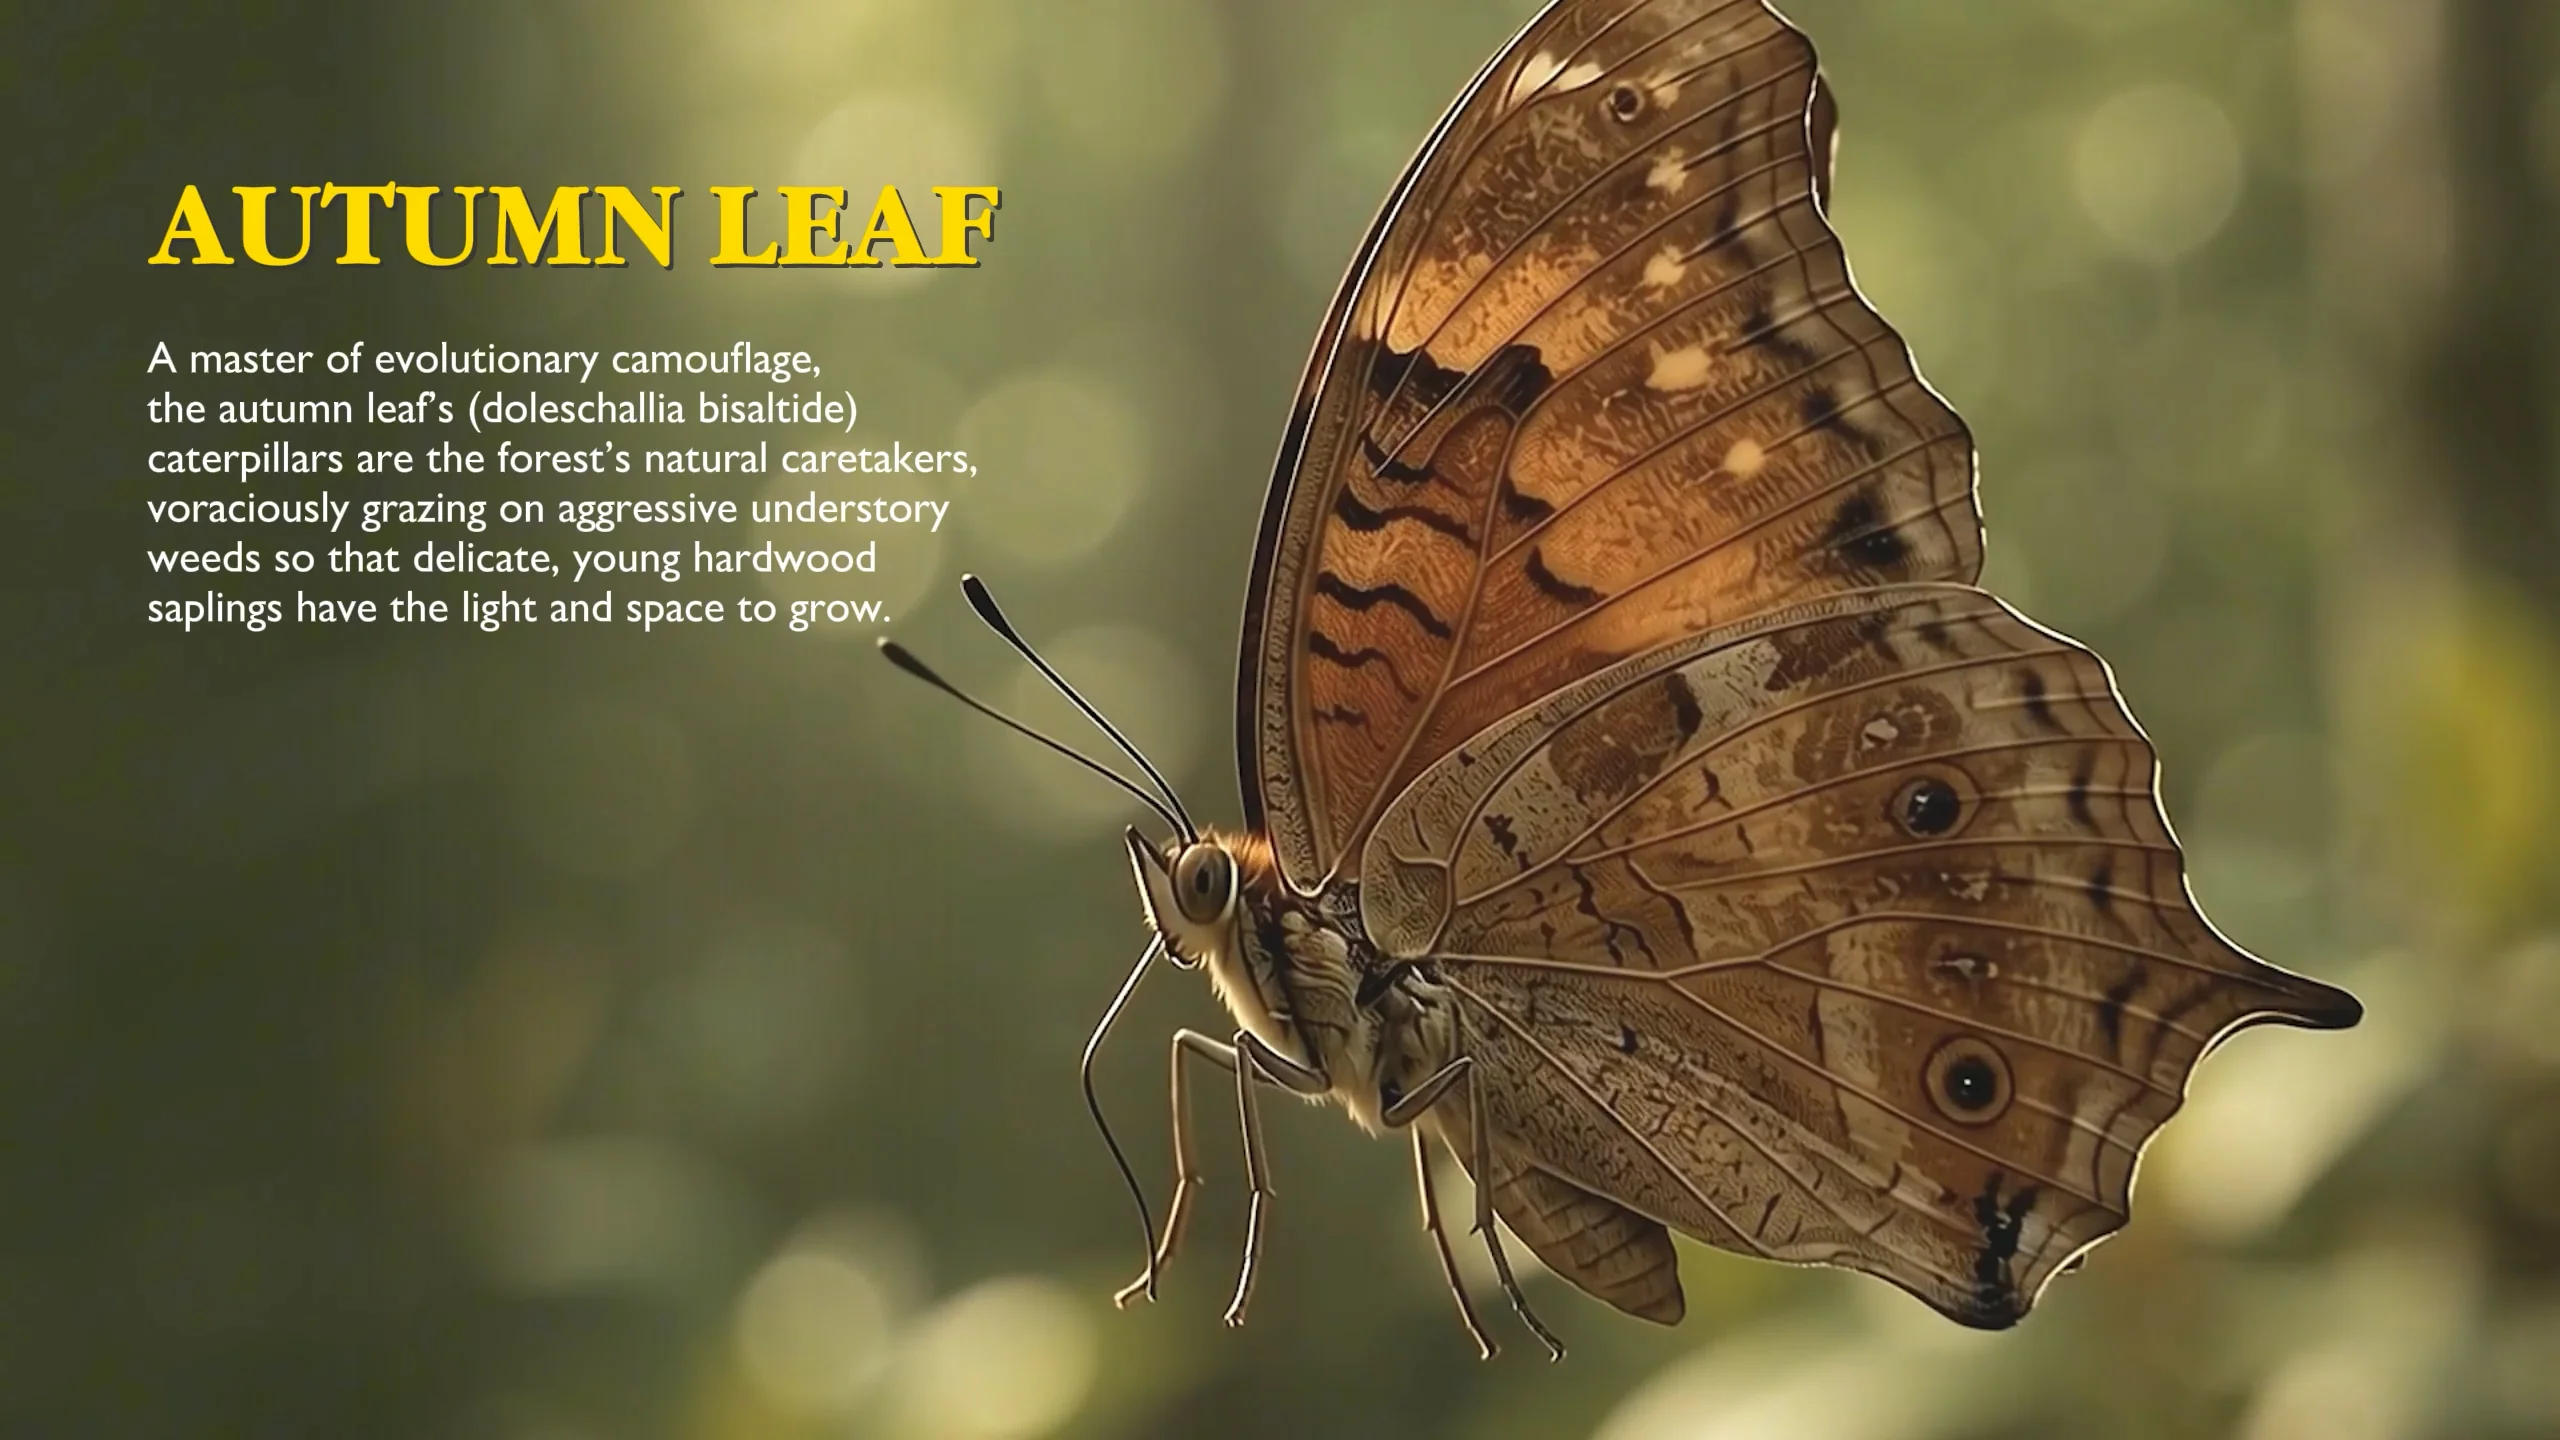 AUTUMN LEAF
A master of evolutionary camouflage,
the autumn leaf’s (doleschallia bisaltide)
caterpillars are the forest’s natural caretakers,
voraciously grazing on aggressive understory
weeds so that delicate, young hardwood
saplings have the light and space to grow.